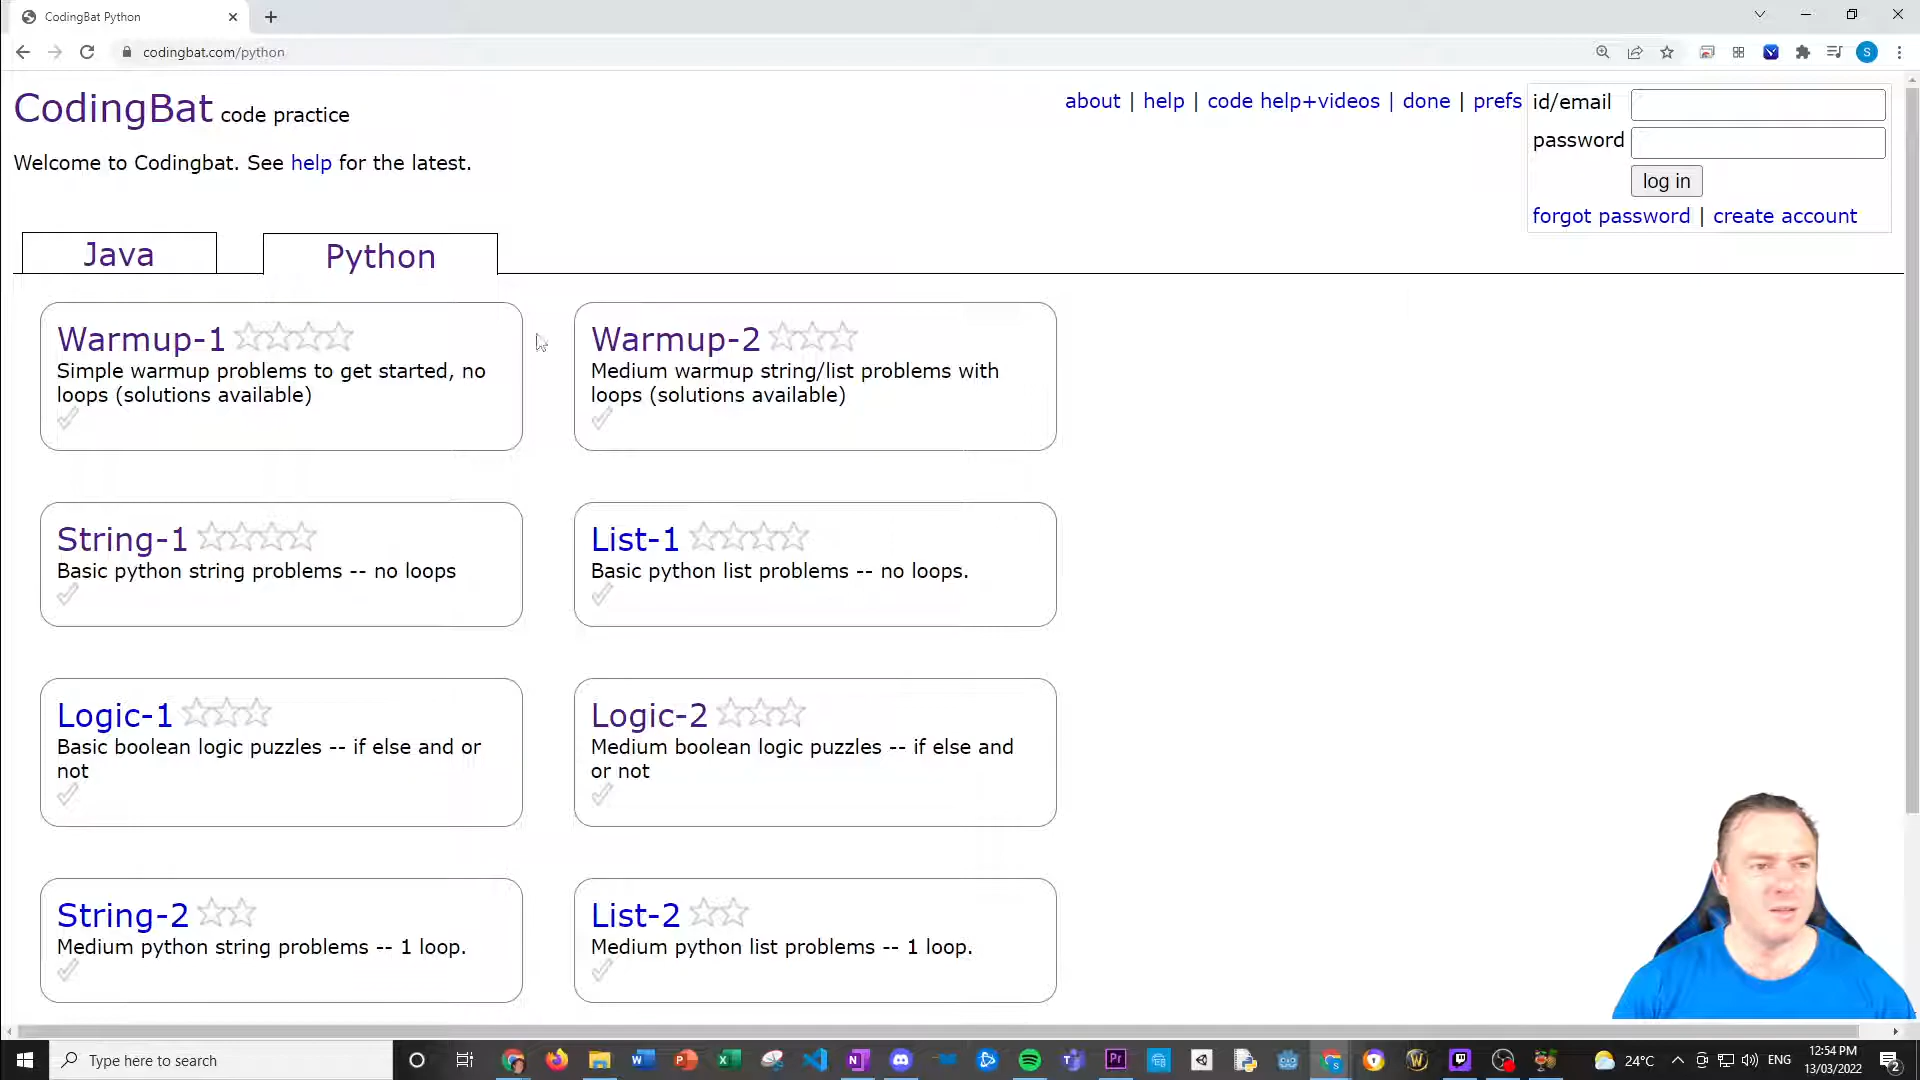 CodingBat Python
codingbat.com/python
S
CodingBat code practice
about | help | code help+videos | done | prefs
id/email
password
log in
forgot password | create account
Welcome to Codingbat. See help for the latest.
Java
Python
Warmup-1
Simple warmup problems to get started, no
loops (solutions available)
Warmup-2
Medium warmup string/list problems with
loops (solutions available)
String-1
Basic python string problems -- no loops
List-1
Basic python list problems -- no loops.
Logic-1
Basic boolean logic puzzles -- if else and or
not
Logic-2
Medium boolean logic puzzles -- if else and
or not
String-2
Medium python string problems -- 1 loop.
List-2
Medium python list problems -- 1 loop.
Type here to search
24°C
ENG
12:54 PM
13/03/2022
2